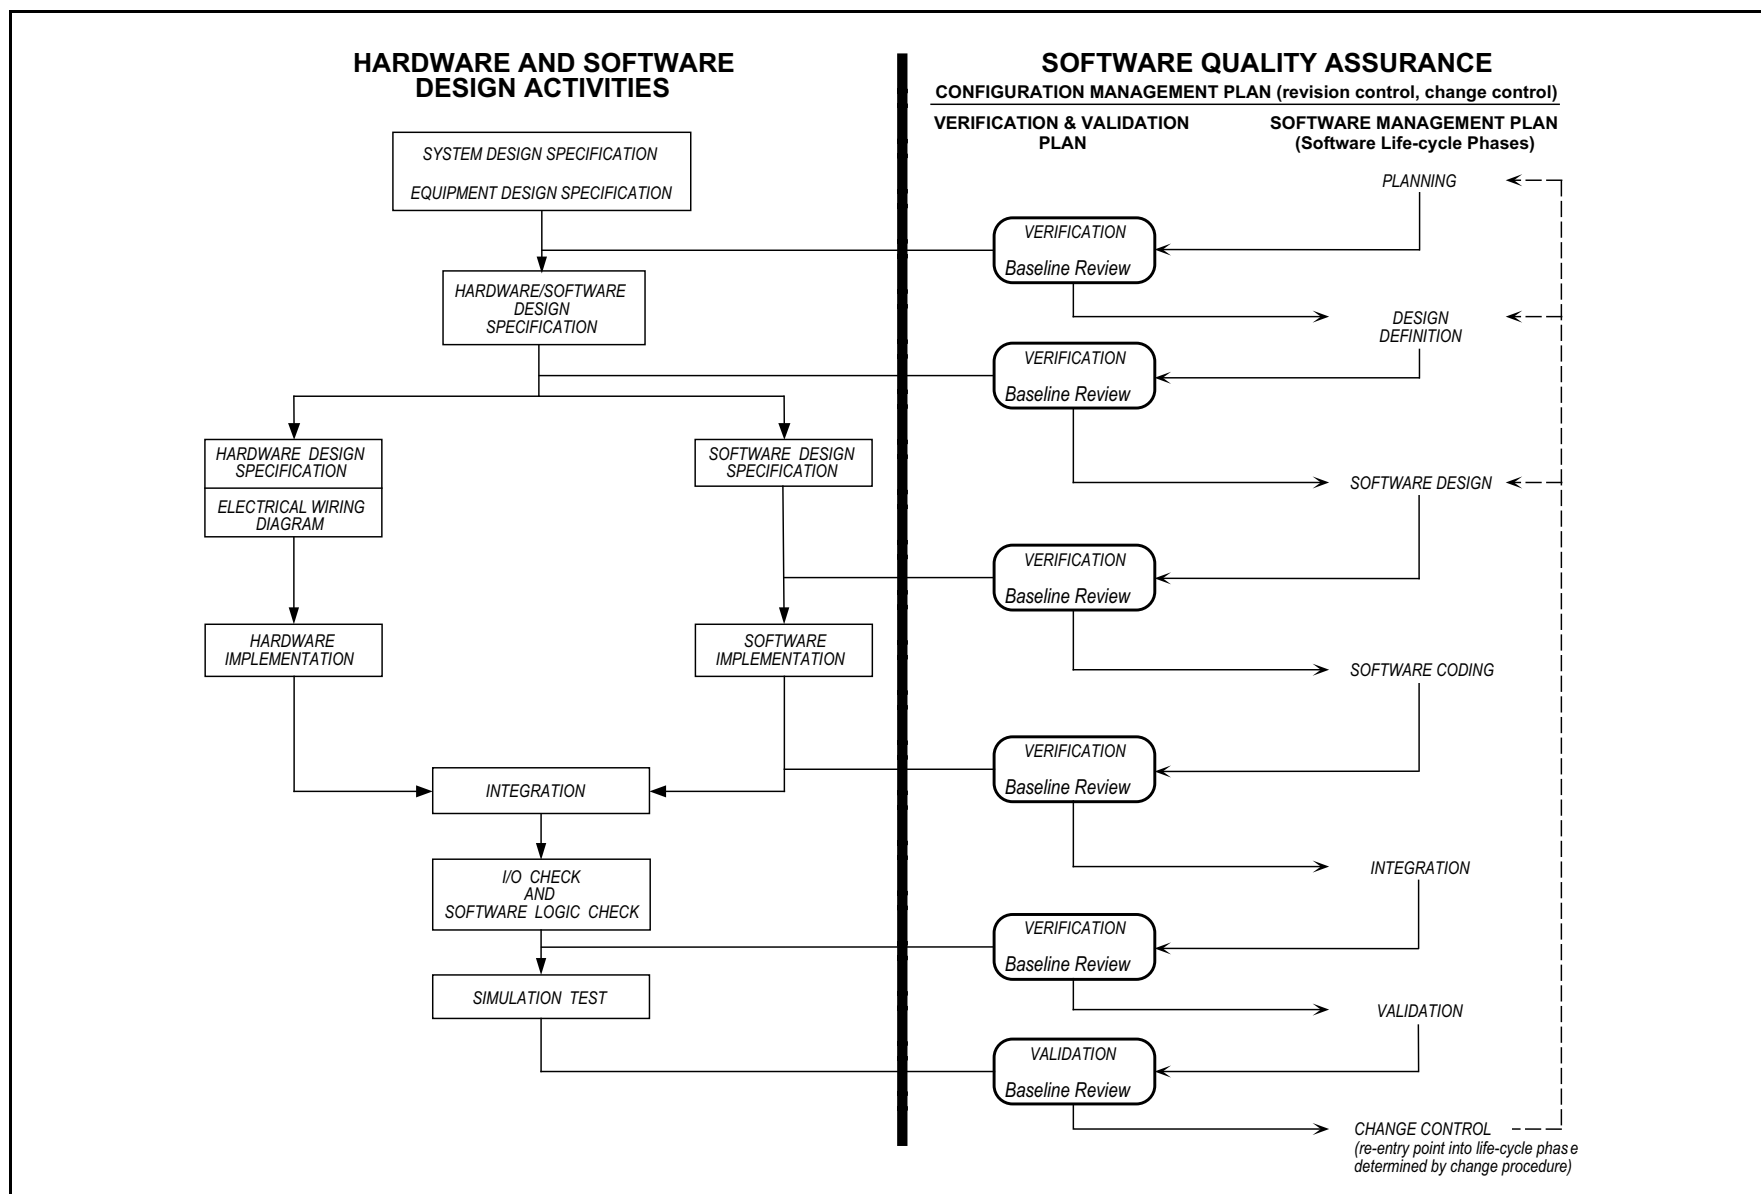 HARDWARE AND SOFTWARE
DESIGN ACTIVITIES
SYSTEM DESIGN SPECIFICATION
EQUIPMENT DESIGN SPECIFICATION
HARDWARE/SOFTWARE
DESIGN
SPECIFICATION
HARDWARE DESIGN
SPECIFICATION
ELECTRICAL WIRING
DIAGRAM
SOFTWARE DESIGN
SPECIFICATION
HARDWARE
IMPLEMENTATION
SOFTWARE
IMPLEMENTATION
INTEGRATION
I/O CHECK
AND
SOFTWARE LOGIC CHECK
SIMULATION TEST
SOFTWARE QUALITY ASSURANCE
CONFIGURATION MANAGEMENT PLAN (revision control, change control)
VERIFICATION & VALIDATION
PLAN
SOFTWARE MANAGEMENT PLAN
(Software Life-cycle Phases)
PLANNING
VERIFICATION
Baseline Review
DESIGN
DEFINITION
VERIFICATION
Baseline Review
SOFTWARE DESIGN
VERIFICATION
Baseline Review
SOFTWARE CODING
VERIFICATION
Baseline Review
INTEGRATION
VERIFICATION
Baseline Review
VALIDATION
VALIDATION
Baseline Review
CHANGE CONTROL
(re-entry point into life-cycle phase
determined by change procedure)